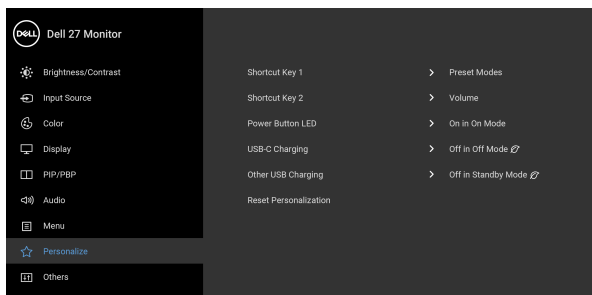 DELL Dell 27 Monitor
Brightness/Contrast
Input Source
Color
Display
PIP/PBP
Audio
Menu
Personalize
Others
Shortcut Key 1 > Preset Modes
Shortcut Key 2 > Volume
Power Button LED > On in On Mode
USB-C Charging > Off in Off Mode
Other USB Charging > Off in Standby Mode
Reset Personalization